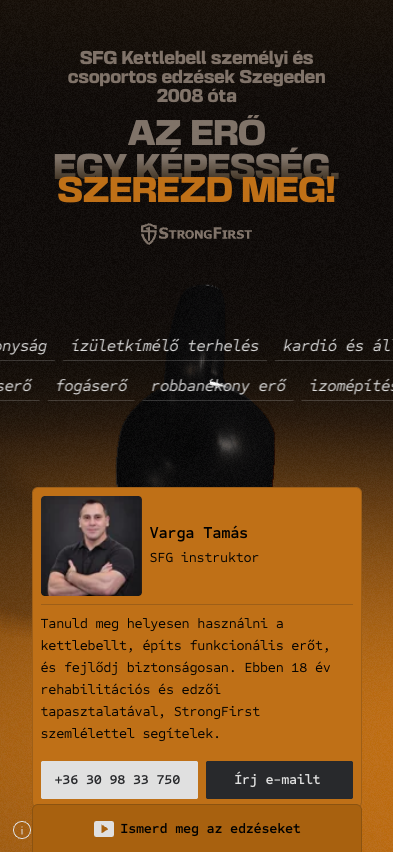 SFG Kettlebell személyi és
csoportos edzések Szegeden
2008 óta
AZ ERŐ
EGY KÉPESSÉG.
SZEREZD MEG!
STRONGFIRST
ízületkímélő terhelés kardió és
fogáserő robbanékony erő
Varga Tamás
SFG instruktor
Tanuld meg helyesen használni a
kettlebellt, építs funkcionális erőt,
és fejlődj biztonságosan. Ebben 18 év
rehabilitációs és edzői
tapasztalatával, StrongFirst
szemlélettel segítelek.
+36 30 98 33 750
Írj e-mailt
Ismerd meg az edzéseket